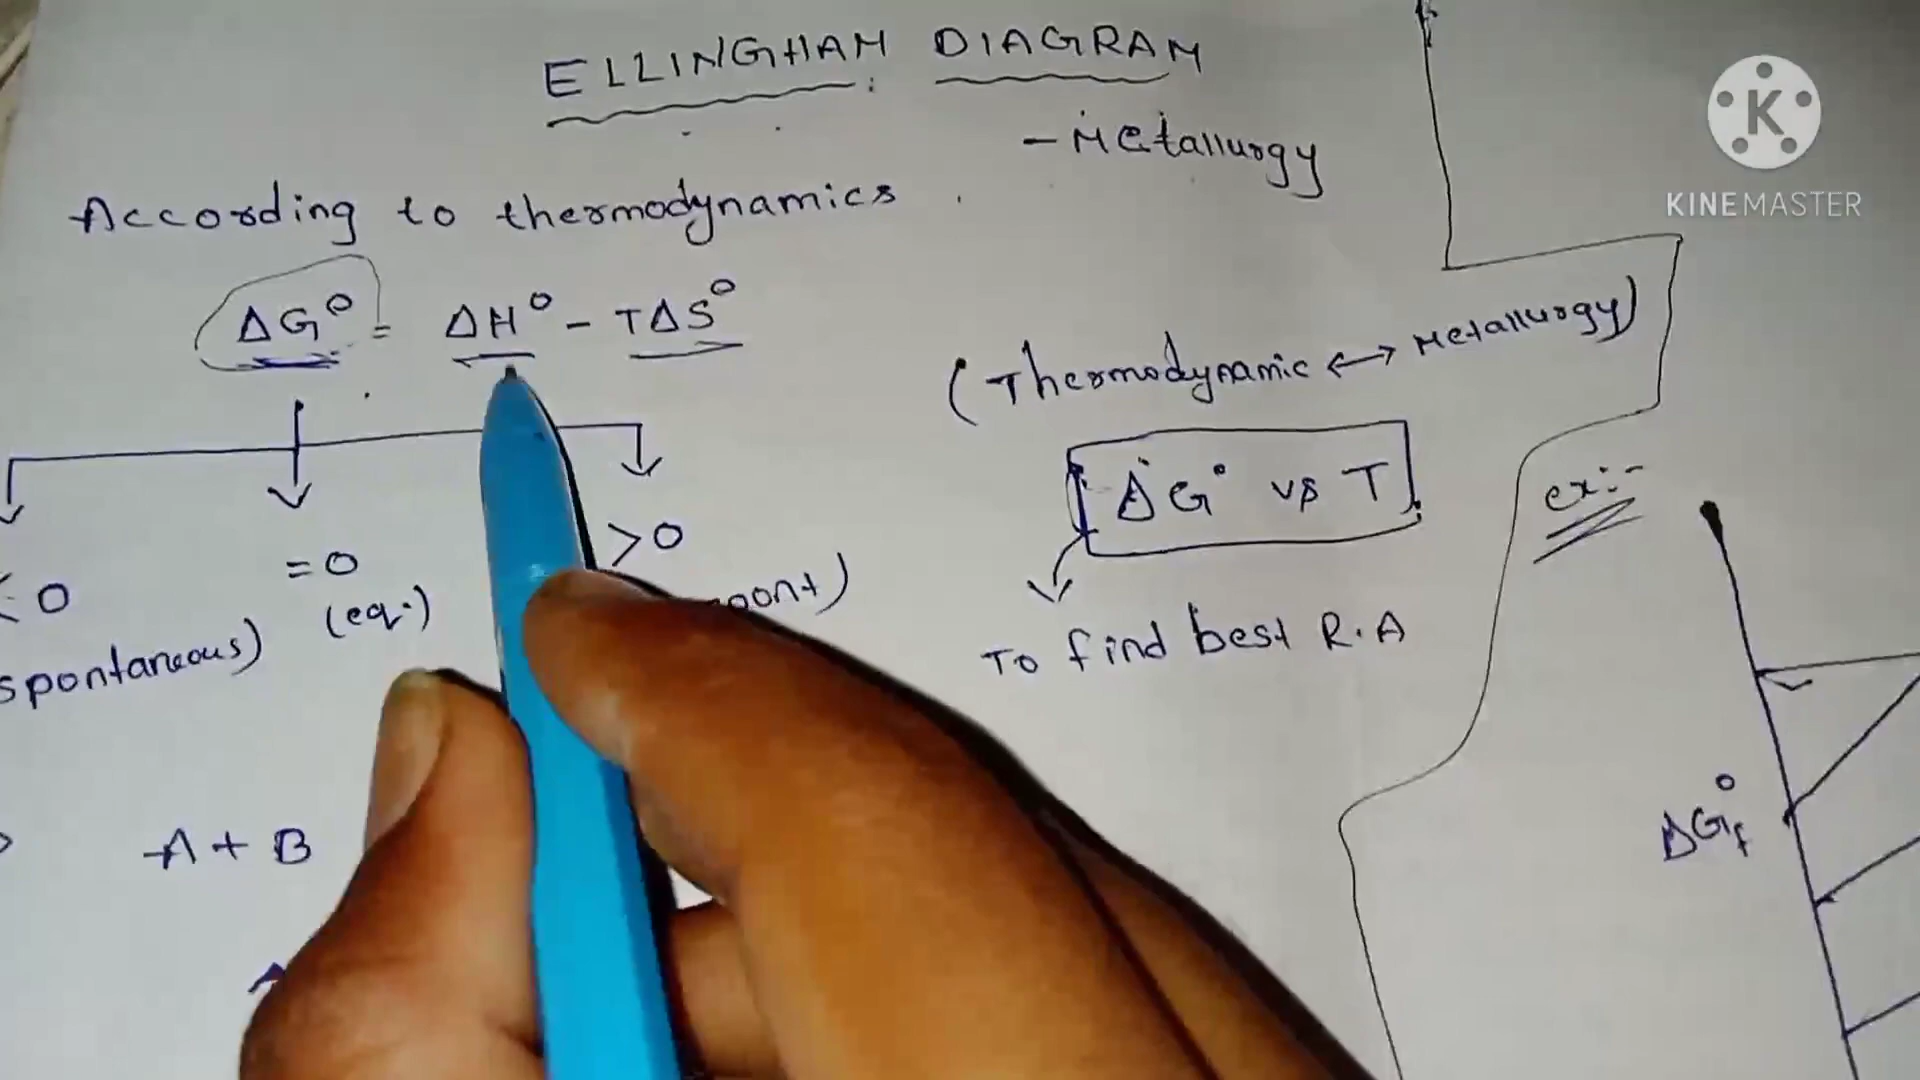 ELLINGHAM DIAGRAM
- Metallurgy
According to thermodynamics
ΔG° = ΔH° - TΔS°
(Thermodynamic ↔ Metallurgy)
ΔG° vs T
To find best R.A
< 0
(spontaneous)
= 0
(eq.)
> 0
A + B
ex:-
ΔG°f
K
KINEMASTER